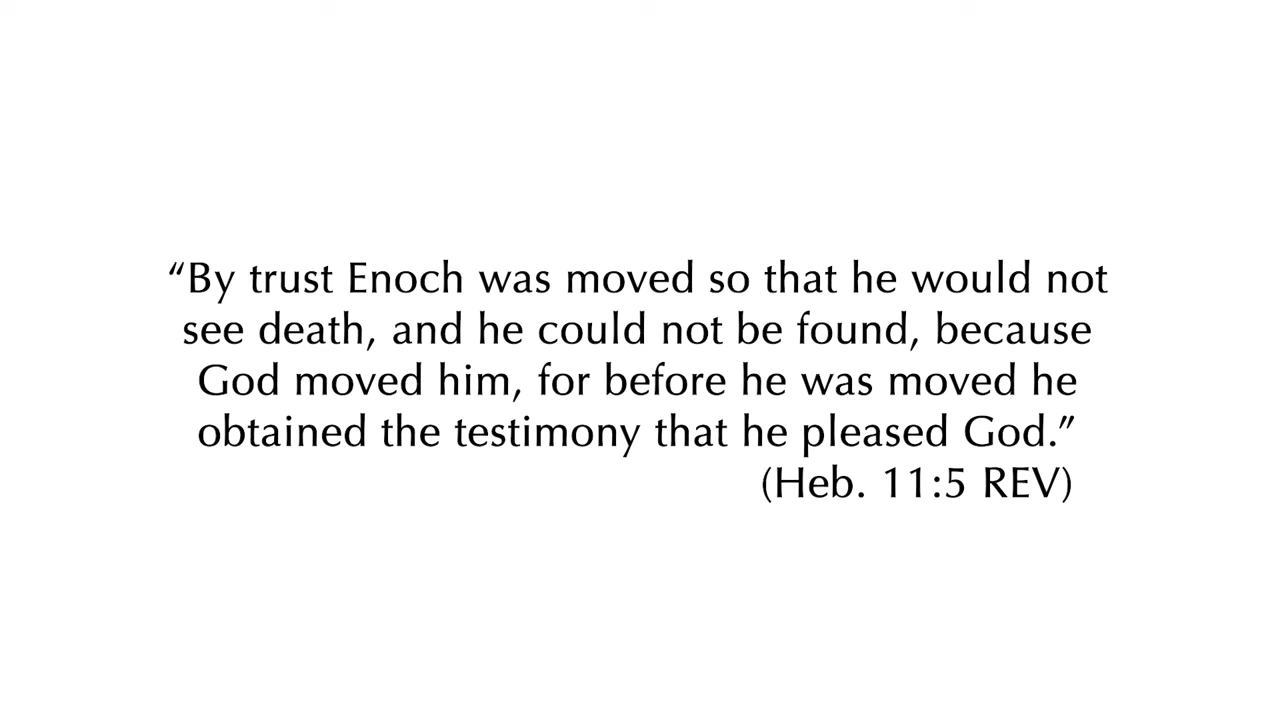 “By trust Enoch was moved so that he would not
see death, and he could not be found, because
God moved him, for before he was moved he
obtained the testimony that he pleased God.”
(Heb. 11:5 REV)